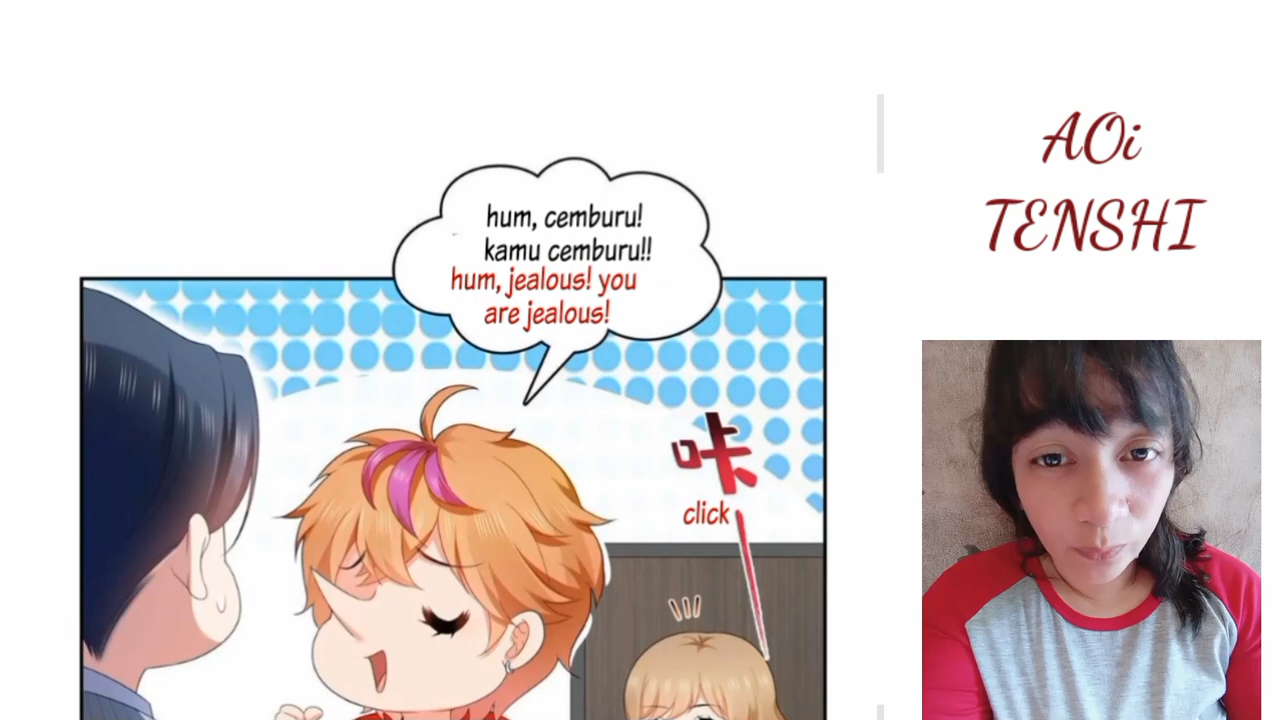 AOi
TENSHI
hum, cemburu!
kamu cemburu!!
hum, jealous! you
are jealous!
咔
click